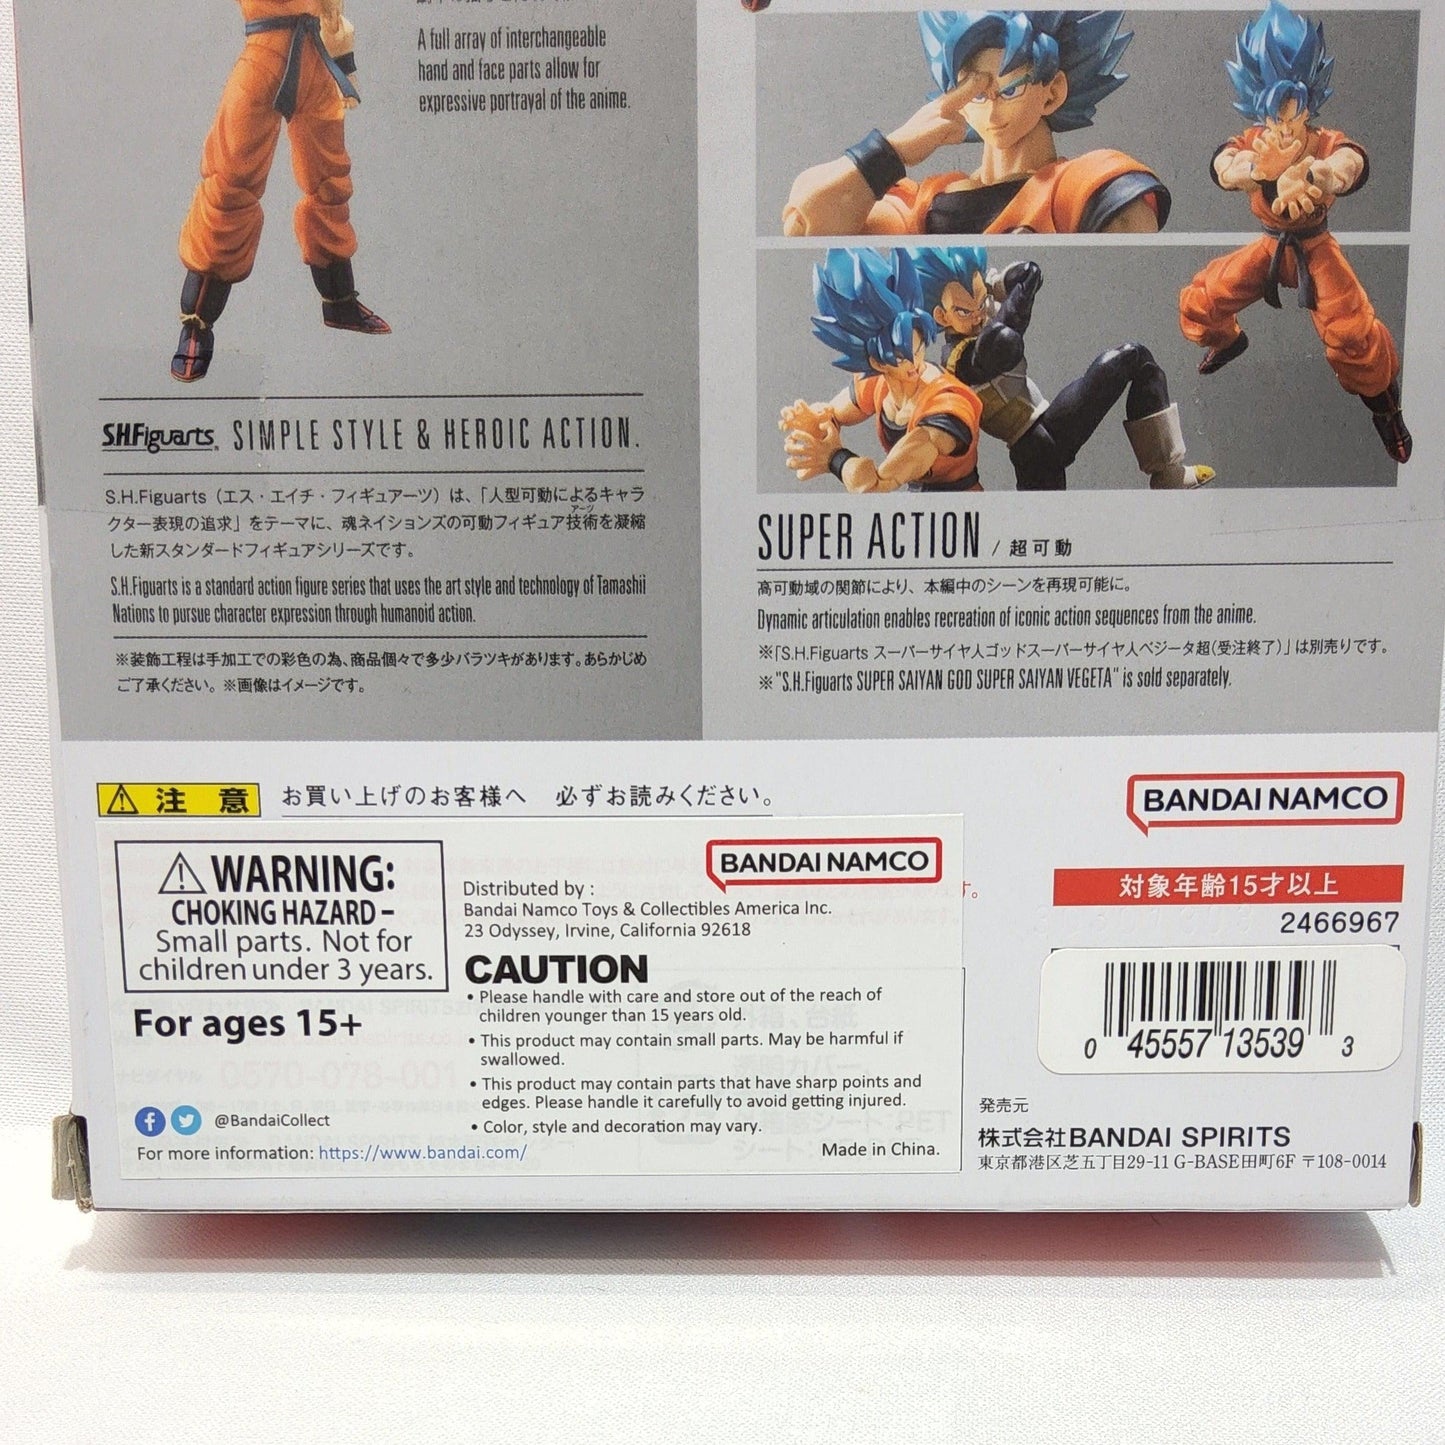 A full array of interchangeable
hand and face parts allow for
expressive portrayal of the anime.
S.H.Figuarts SIMPLE STYLE & HEROIC ACTION.
S.H.Figuarts（エス・エイチ・フィギュアーツ）は、「人型可動によるキャラ
クター表現の追求」をテーマに、魂ネイションズの可動フィギュア技術を凝縮
アーツ
した新スタンダードフィギュアシリーズです。
S.H.Figuarts is a standard action figure series that uses the art style and technology of Tamashii
Nations to pursue character expression through humanoid action.
※装飾工程は手加工での彩色の為、商品個々で多少バラツキがあります。あらかじめ
ご了承ください。※画像はイメージです。
SUPER ACTION / 超可動
高可動域の関節により、本編中のシーンを再現可能に。
Dynamic articulation enables recreation of iconic action sequences from the anime.
※「S.H.Figuarts スーパーサイヤ人ゴッドスーパーサイヤ人ベジータ超(受注終了)」は別売りです。
※"S.H.Figuarts SUPER SAIYAN GOD SUPER SAIYAN VEGETA" is sold separately.
注意 お買い上げのお客様へ 必ずお読みください。
WARNING:
CHOKING HAZARD –
Small parts. Not for
children under 3 years.
For ages 15+
@BandaiCollect
For more information: https://www.bandai.com/
BANDAI NAMCO
Distributed by :
Bandai Namco Toys & Collectibles America Inc.
23 Odyssey, Irvine, California 92618
CAUTION
• Please handle with care and store out of the reach of
children younger than 15 years old.
• This product may contain small parts. May be harmful if
swallowed.
• This product may contain parts that have sharp points and
edges. Please handle it carefully to avoid getting injured.
• Color, style and decoration may vary.
Made in China.
BANDAI NAMCO
対象年齢15才以上
2466967
0 45557 13539 3
発売元
株式会社BANDAI SPIRITS
東京都港区芝五丁目29-11 G-BASE田町6F 〒108-0014